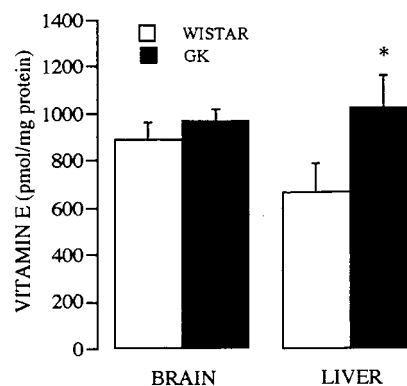 1400
1200
1000
800
600
400
200
0
VITAMIN E (pmol/mg protein)
WISTAR
GK
*
BRAIN LIVER